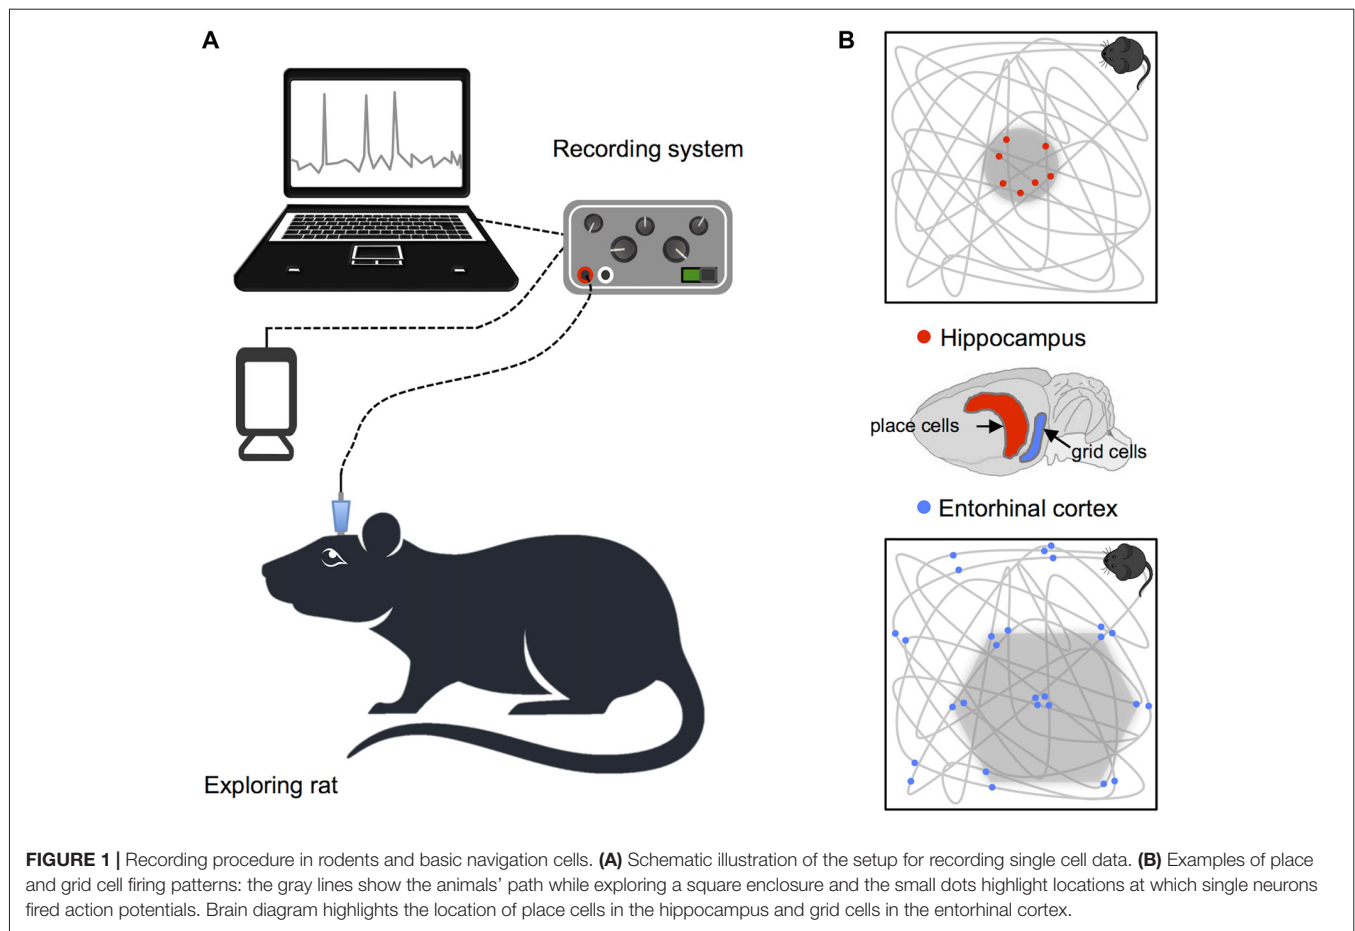 A
Recording system
Exploring rat
B
Hippocampus
place cells
grid cells
Entorhinal cortex
FIGURE 1 | Recording procedure in rodents and basic navigation cells. (A) Schematic illustration of the setup for recording single cell data. (B) Examples of place
and grid cell firing patterns: the gray lines show the animals' path while exploring a square enclosure and the small dots highlight locations at which single neurons
fired action potentials. Brain diagram highlights the location of place cells in the hippocampus and grid cells in the entorhinal cortex.